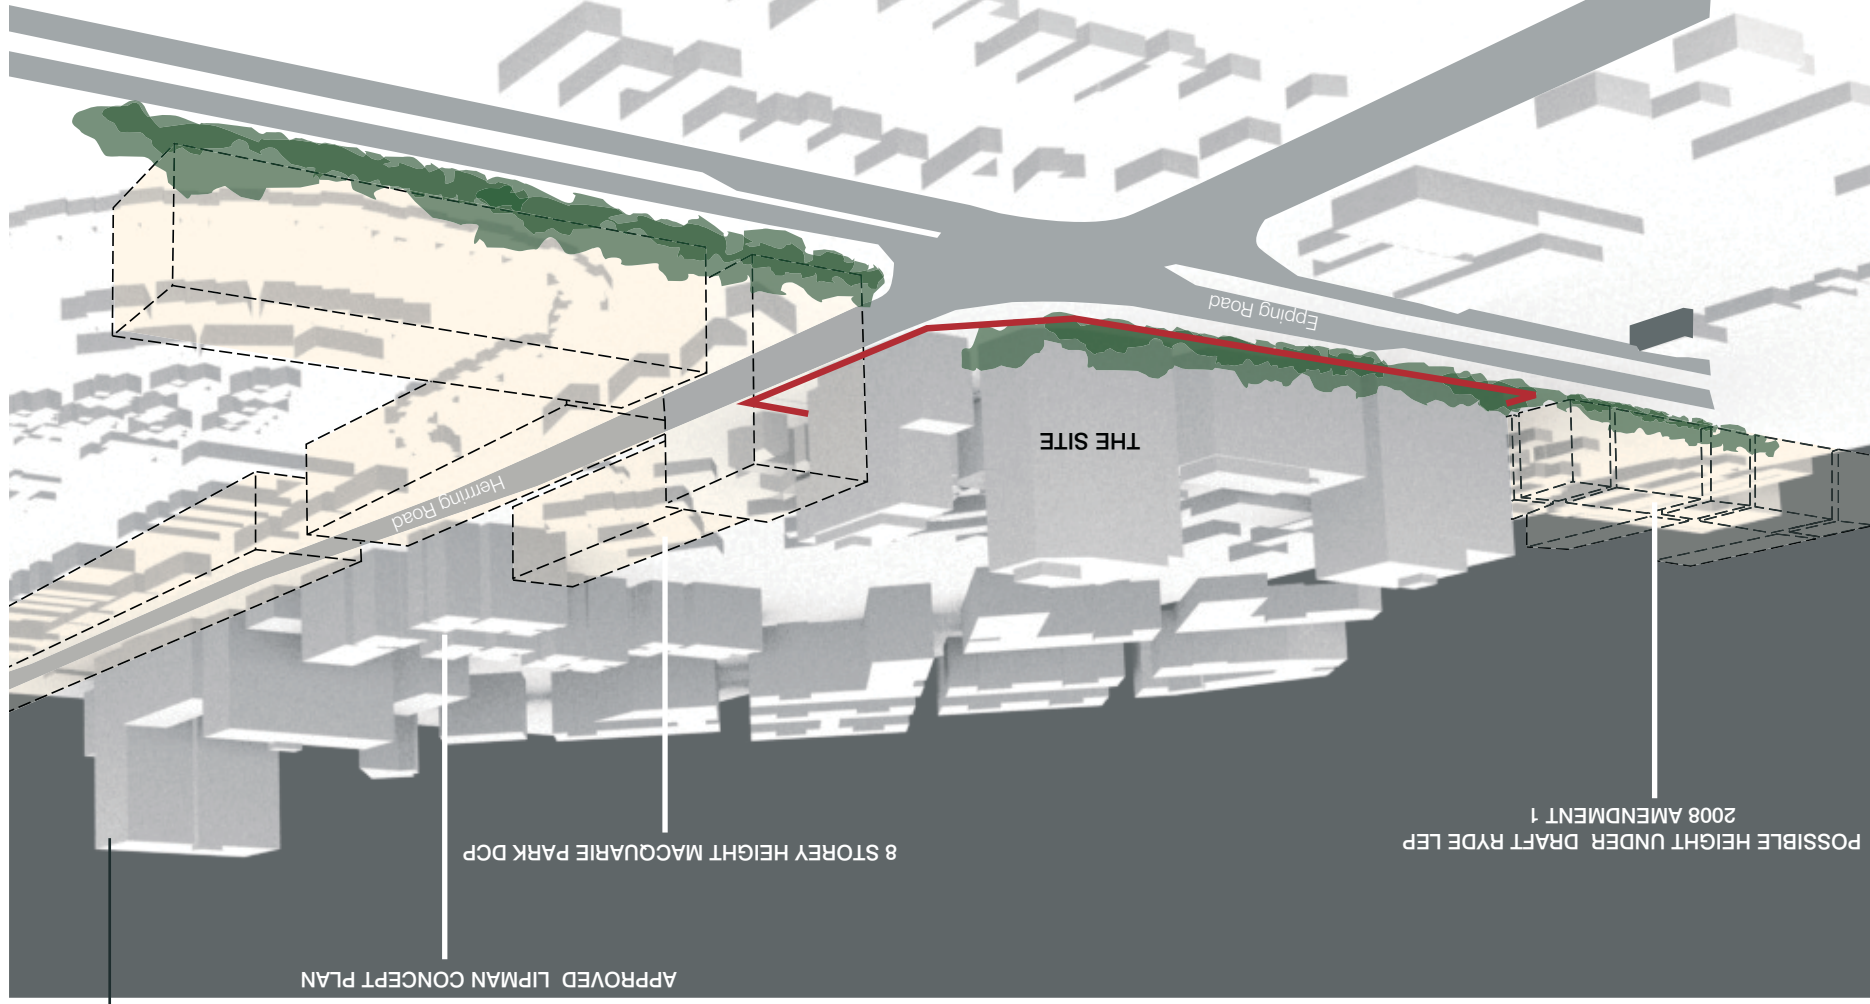 APPROVED LIPMAN CONCEPT PLAN
POSSIBLE HEIGHT UNDER DRAFT RYDE LEP
2008 AMENDMENT 1
8 STOREY HEIGHT MACQUARIE PARK DCP
Herrring Road
THE SITE
Epping Road